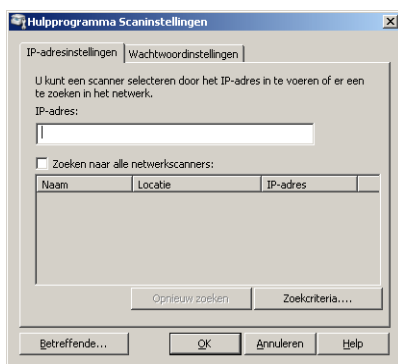 Hulpprogramma Scaninstellingen
IP-adresinstellingen Wachtwoordinstellingen
U kunt een scanner selecteren door het IP-adres in te voeren of er een
te zoeken in het netwerk.
IP-adres:
Zoeken naar alle netwerkscanners:
Naam Locatie IP-adres
Opnieuw zoeken Zoekcriteria....
Betreffende... OK Annuleren Help